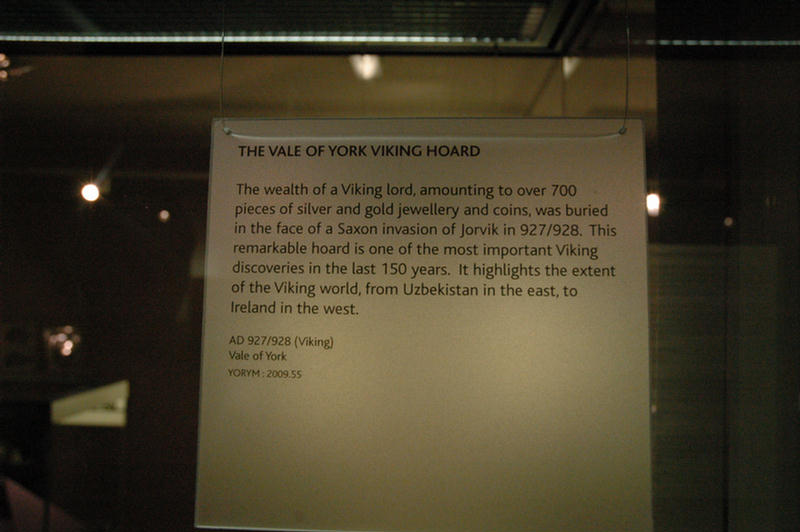 THE VALE OF YORK VIKING HOARD
The wealth of a Viking lord, amounting to over 700
pieces of silver and gold jewellery and coins, was buried
in the face of a Saxon invasion of Jorvik in 927/928. This
remarkable hoard is one of the most important Viking
discoveries in the last 150 years. It highlights the extent
of the Viking world, from Uzbekistan in the east, to
Ireland in the west.
AD 927/928 (Viking)
Vale of York
YORYM : 2009.55